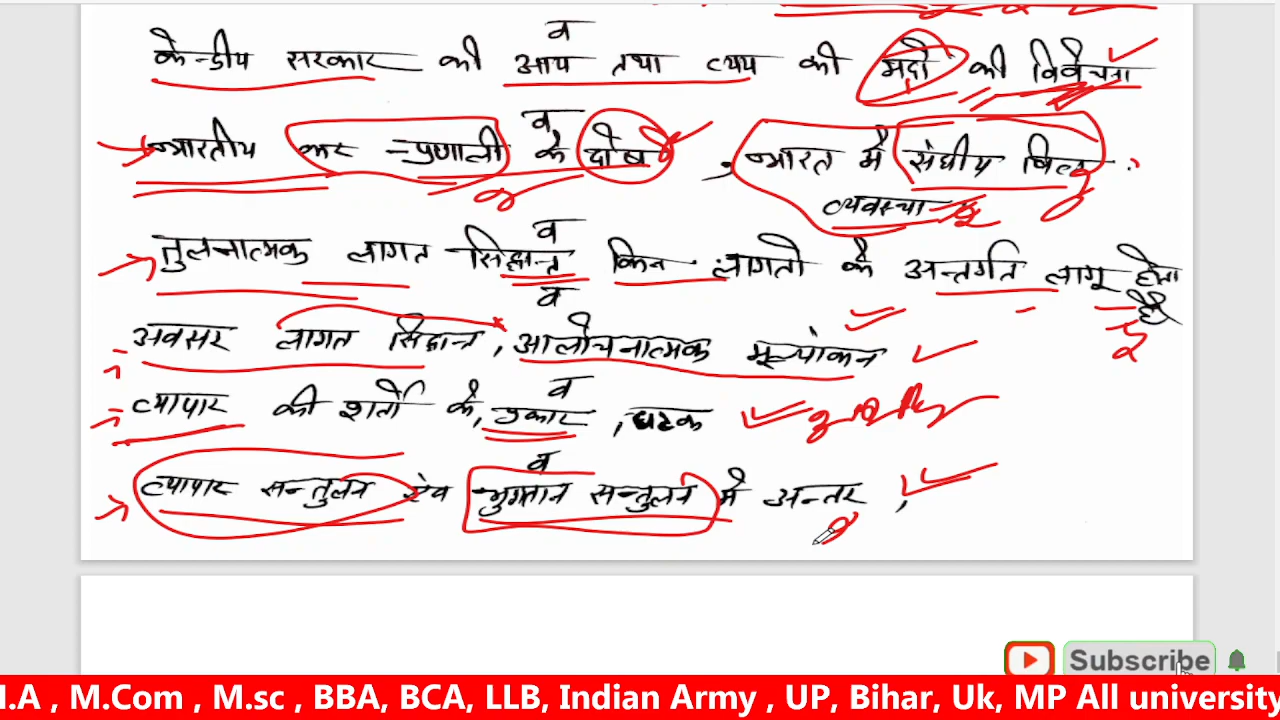 व
केन्द्रीय सरकार की आय तथा व्यय की मदों की विवेचना
व
भारतीय कर प्रणाली के दोष, भारत में संघीय वित्त
व्यवस्था
व
तुलनात्मक लागत सिद्धान्त किन लागतों के अन्तर्गत लागू होता
है
व
अवसर लागत सिद्धान्त, आलोचनात्मक मूल्यांकन
व
व्यापार की शर्तों के, प्रकार, घटक
व
व्यापार सन्तुलन एंव भुगतान सन्तुलन में अन्तर,
Subscribe
I.A , M.Com , M.sc , BBA, BCA, LLB, Indian Army , UP, Bihar, Uk, MP All university